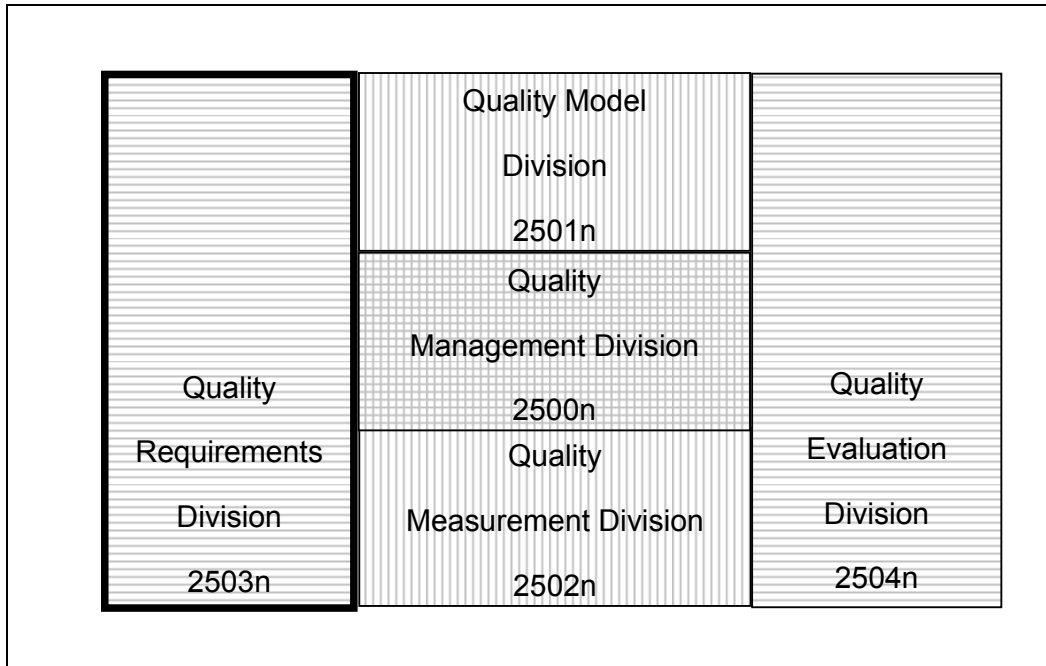 Quality
Requirements
Division
2503n
Quality Model
Division
2501n
Quality
Management Division
2500n
Quality
Measurement Division
2502n
Quality
Evaluation
Division
2504n